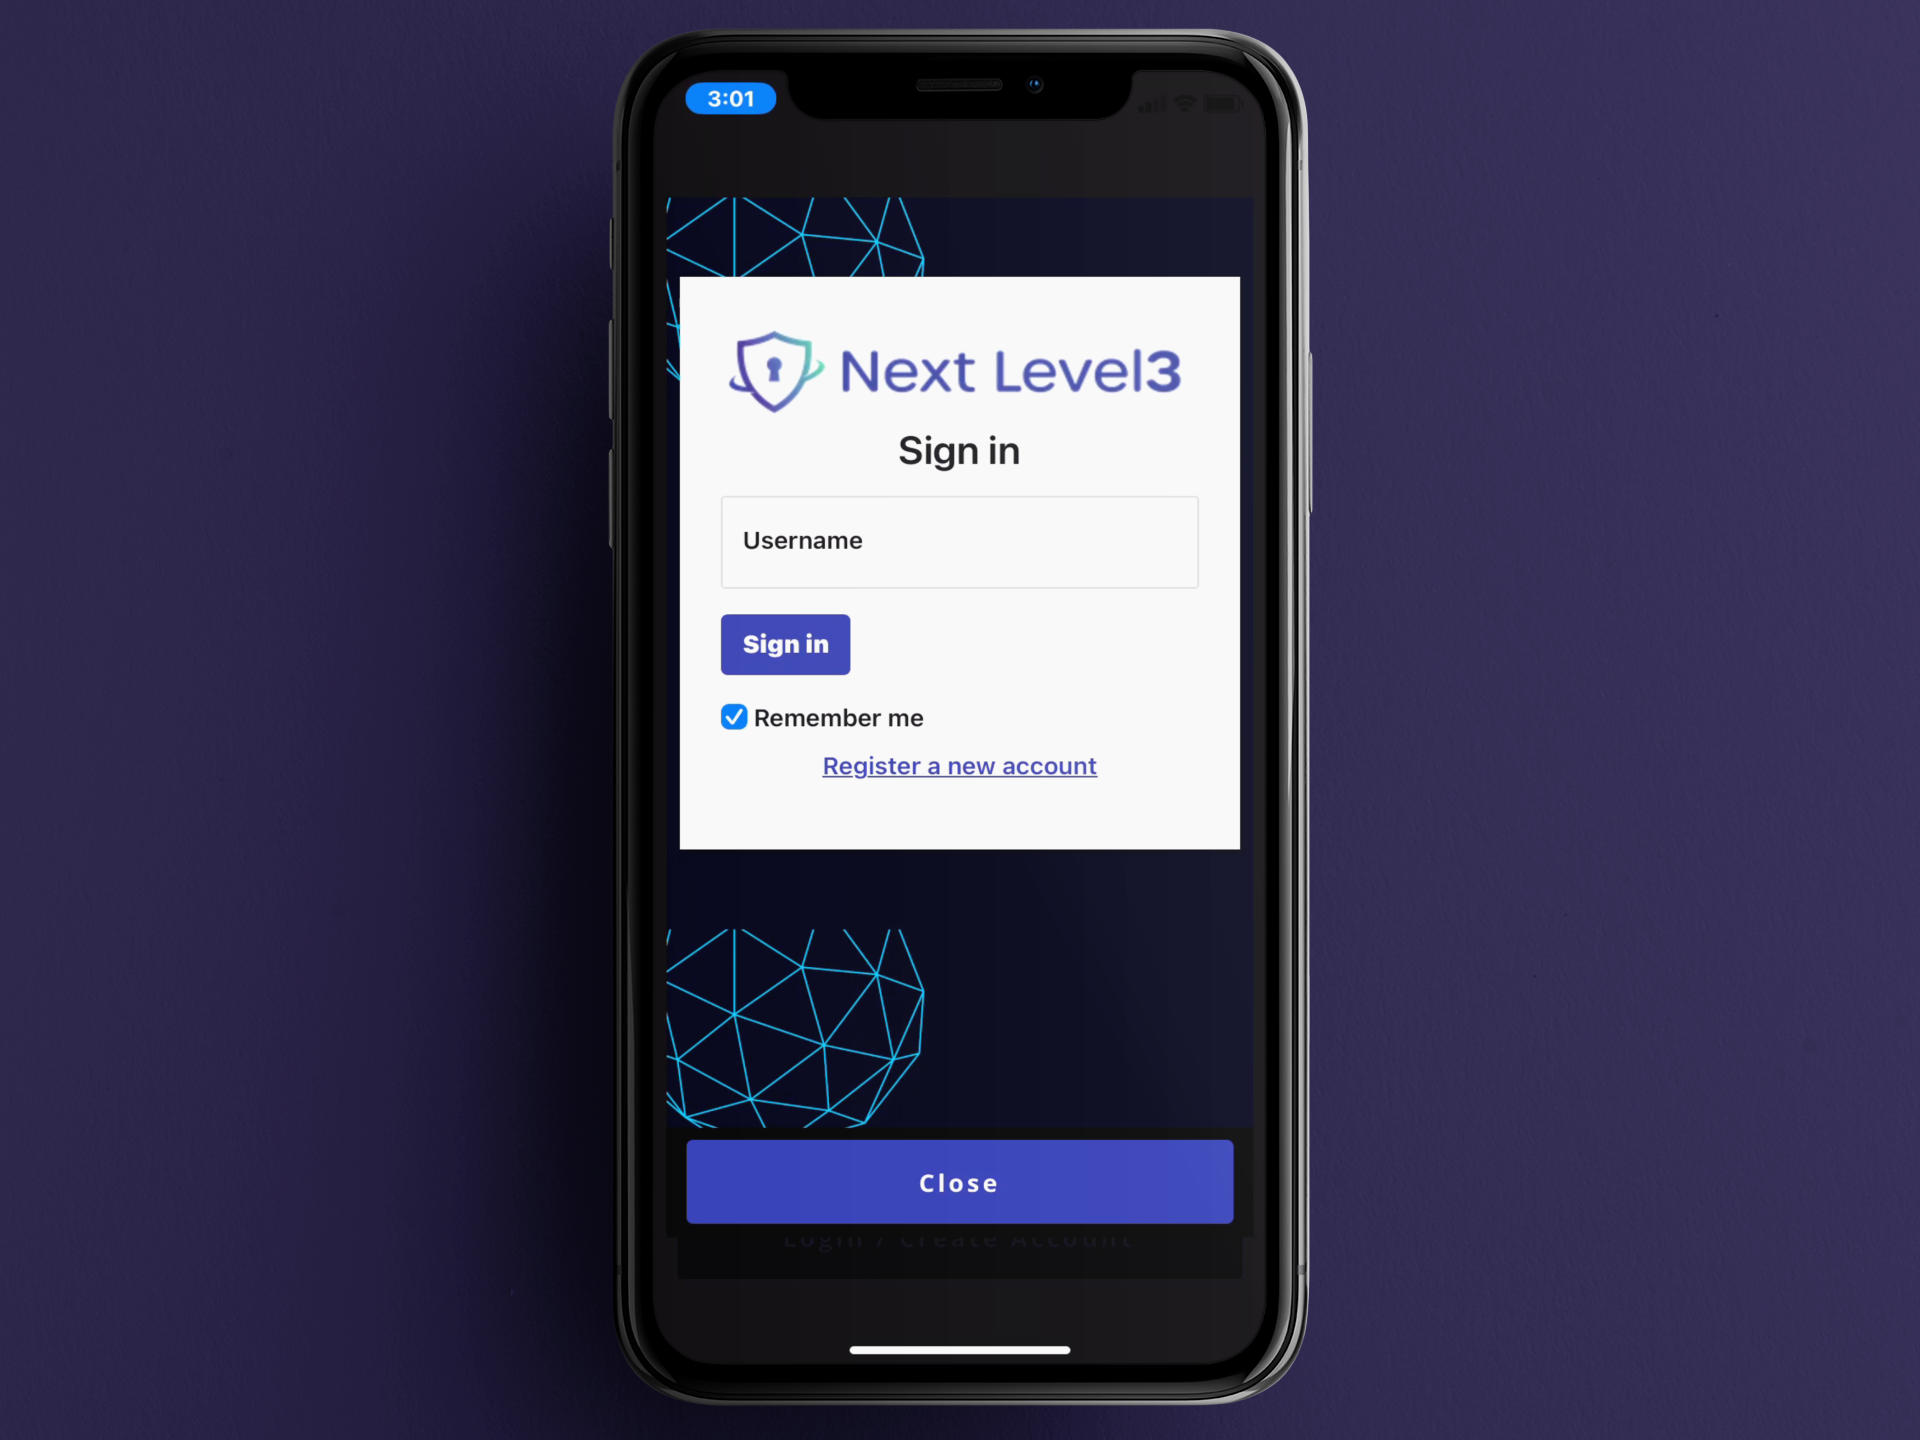 3:01
Next Level3
Sign in
Username
Sign in
Remember me
Register a new account
Close
Login / Create Account